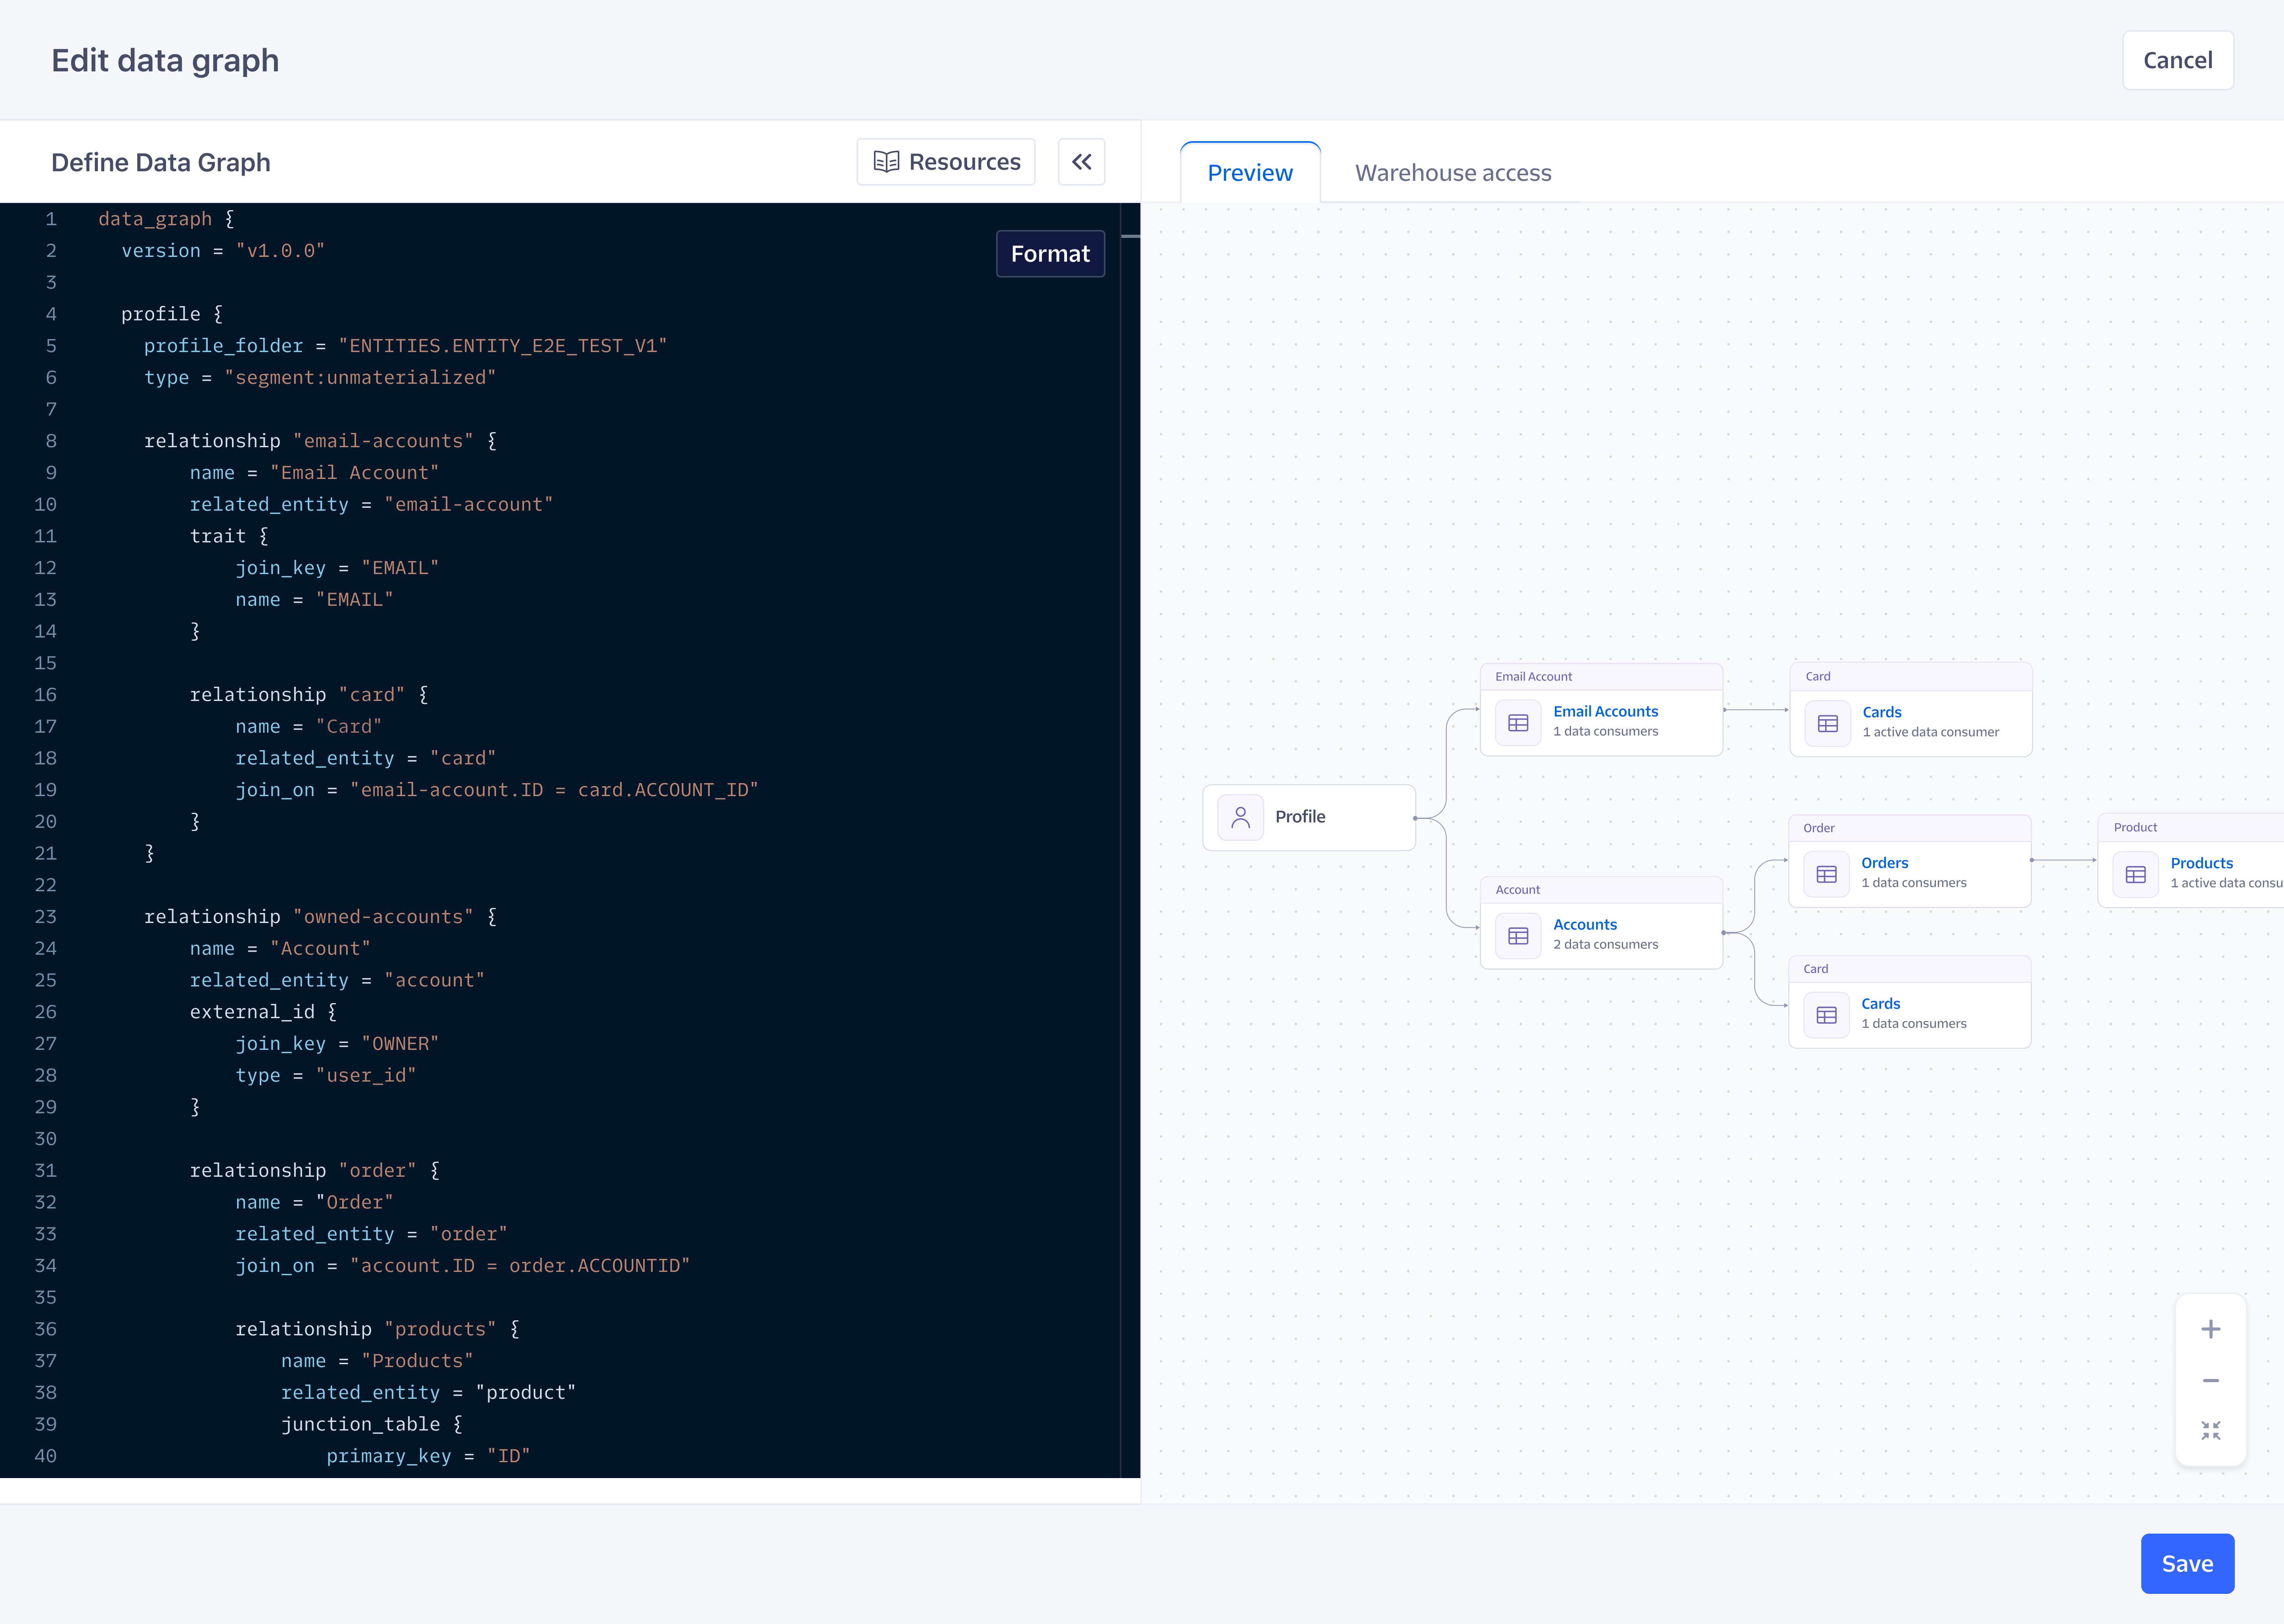 Edit data graph
Cancel
Define Data Graph
Resources
Preview
Warehouse access
Format
1 data_graph {
2 version = "v1.0.0"
3
4 profile {
5 profile_folder = "ENTITIES.ENTITY_E2E_TEST_V1"
6 type = "segment:unmaterialized"
7
8 relationship "email-accounts" {
9 name = "Email Account"
10 related_entity = "email-account"
11 trait {
12 join_key = "EMAIL"
13 name = "EMAIL"
14 }
15
16 relationship "card" {
17 name = "Card"
18 related_entity = "card"
19 join_on = "email-account.ID = card.ACCOUNT_ID"
20 }
21 }
22
23 relationship "owned-accounts" {
24 name = "Account"
25 related_entity = "account"
26 external_id {
27 join_key = "OWNER"
28 type = "user_id"
29 }
30
31 relationship "order" {
32 name = "Order"
33 related_entity = "order"
34 join_on = "account.ID = order.ACCOUNTID"
35
36 relationship "products" {
37 name = "Products"
38 related_entity = "product"
39 junction_table {
40 primary_key = "ID"
Profile
Email Account
Email Accounts
1 data consumers
Card
Cards
1 active data consumer
Account
Accounts
2 data consumers
Order
Orders
1 data consumers
Product
Products
1 active data consu
Card
Cards
1 data consumers
Save